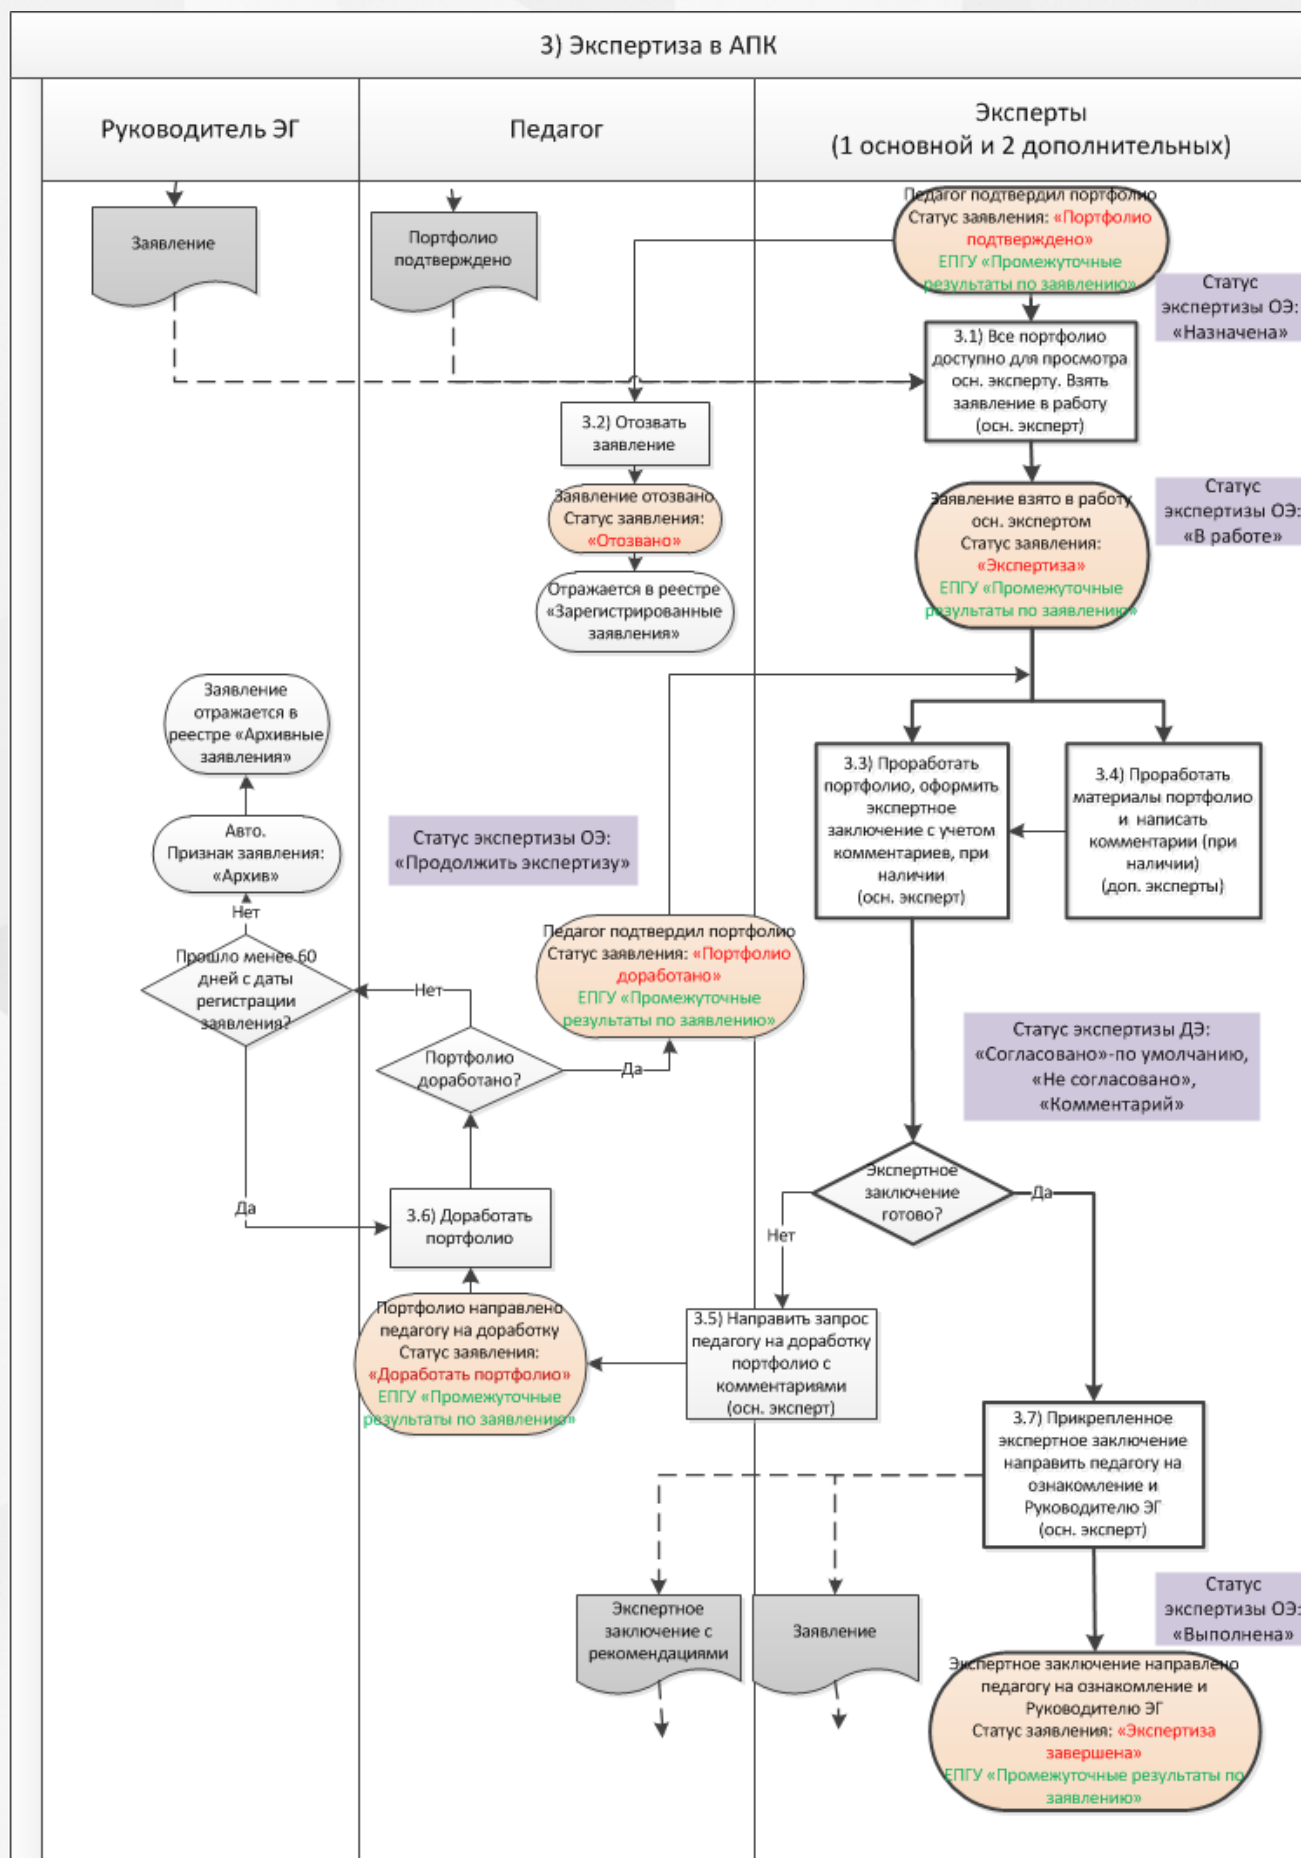 3) Экспертиза в АПК
Руководитель ЭГ
Педагог
Эксперты
(1 основной и 2 дополнительных)
Заявление
Портфолио
подтверждено
Педагог подтвердил портфолио
Статус заявления: «Портфолио
подтверждено»
ЕПГУ «Промежуточные
результаты по заявлению»
Статус
экспертизы ОЭ:
«Назначена»
3.1) Все портфолио
доступно для просмотра
осн. эксперту. Взять
заявление в работу
(осн. эксперт)
3.2) Отозвать
заявление
Заявление отозвано
Статус заявления:
«Отозвано»
Отражается в реестре
«Зарегистрированные
заявления»
Заявление взято в работу
осн. экспертом
Статус заявления:
«Экспертиза»
ЕПГУ «Промежуточные
результаты по заявлению»
Статус
экспертизы ОЭ:
«В работе»
Заявление
отражается в
реестре «Архивные
заявления»
Авто.
Признак заявления:
«Архив»
Нет
Прошло менее 60
дней с даты
регистрации
заявления?
Да
Статус экспертизы ОЭ:
«Продолжить экспертизу»
Педагог подтвердил портфолио
Статус заявления: «Портфолио
доработано»
ЕПГУ «Промежуточные
результаты по заявлению»
Нет
Портфолио
доработано?
Да
3.3) Проработать
портфолио, оформить
экспертное
заключение с учетом
комментариев, при
наличии
(осн. эксперт)
3.4) Проработать
материалы портфолио
и написать
комментарии (при
наличии)
(доп. эксперты)
Статус экспертизы ДЭ:
«Согласовано»-по умолчанию,
«Не согласовано»,
«Комментарий»
Экспертное
заключение
готово?
Да
Нет
3.6) Доработать
портфолио
Портфолио направлено
педагогу на доработку
Статус заявления:
«Доработать портфолио»
ЕПГУ «Промежуточные
результаты по заявлению»
3.5) Направить запрос
педагогу на доработку
портфолио с
комментариями
(осн. эксперт)
3.7) Прикрепленное
экспертное заключение
направить педагогу на
ознакомление и
Руководителю ЭГ
(осн. эксперт)
Экспертное
заключение с
рекомендациями
Заявление
Статус
экспертизы ОЭ:
«Выполнена»
Экспертное заключение направлено
педагогу на ознакомление и
Руководителю ЭГ
Статус заявления: «Экспертиза
завершена»
ЕПГУ «Промежуточные результаты по
заявлению»